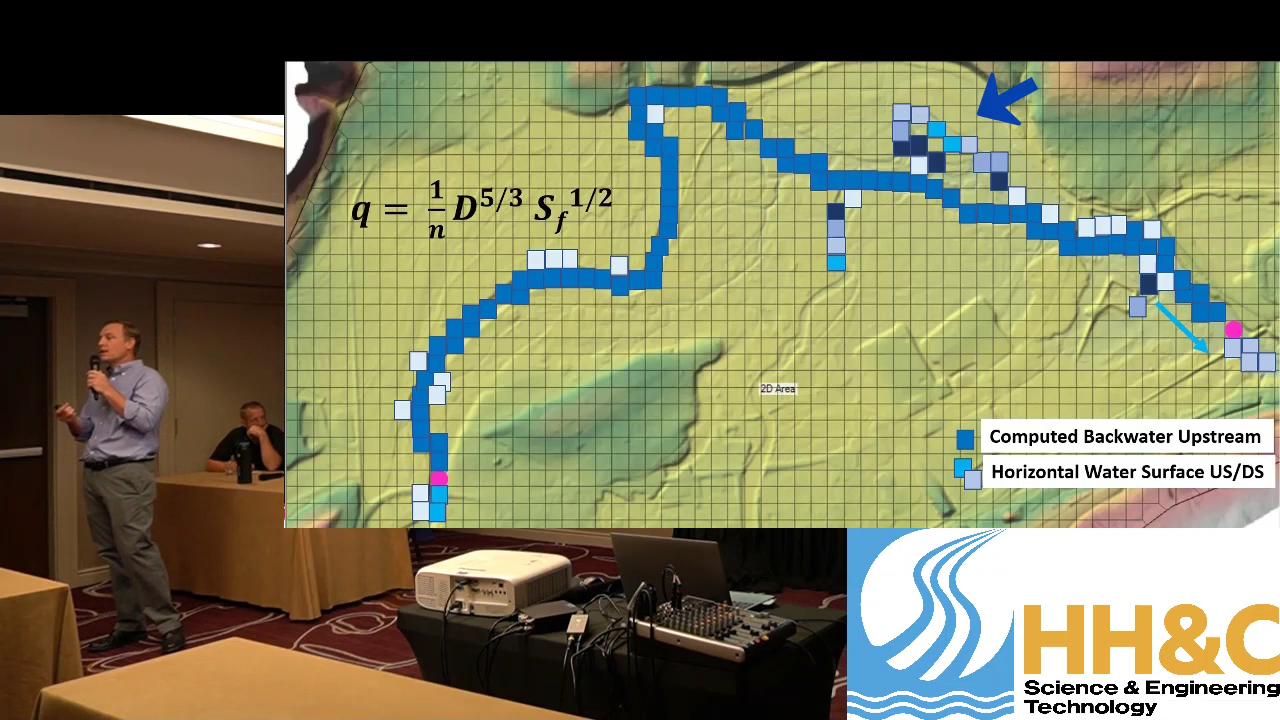 q = 1/n D^5/3 S_f^1/2
2D Area
Computed Backwater Upstream
Horizontal Water Surface US/DS
HH&C
Science & Engineering
Technology